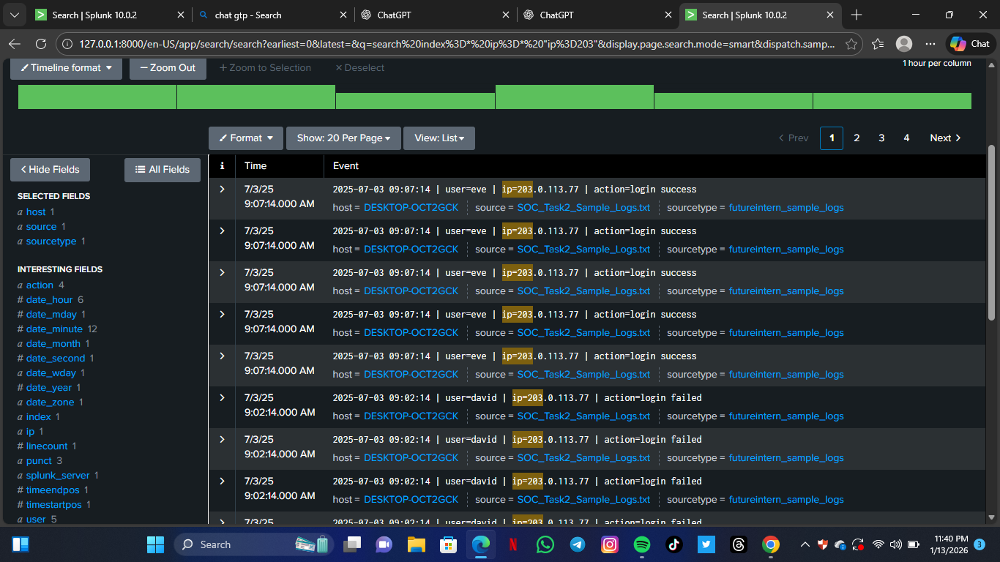 Search | Splunk 10.0.2
chat gtp - Search
ChatGPT
ChatGPT
Search | Splunk 10.0.2
127.0.0.1:8000/en-US/app/search/search?earliest=0&latest=&q=search%20index%3D*%20ip%3D*%20"ip%3D203"&display.page.search.mode=smart&dispatch.samp...
Chat
Timeline format
Zoom Out
+ Zoom to Selection
× Deselect
1 hour per column
Format
Show: 20 Per Page
View: List
< Prev 1 2 3 4 Next >
< Hide Fields
All Fields
i Time Event
SELECTED FIELDS
a host 1
a source 1
a sourcetype 1
INTERESTING FIELDS
a action 4
# date_hour 6
# date_mday 1
# date_minute 12
a date_month 1
# date_second 1
a date_wday 1
# date_year 1
a date_zone 1
a index 1
a ip 1
# linecount 1
a punct 3
a splunk_server 1
# timeendpos 1
# timestartpos 1
a user 5
7/3/25 2025-07-03 09:07:14 | user=eve | ip=203.0.113.77 | action=login success
9:07:14.000 AM host = DESKTOP-OCT2GCK source = SOC_Task2_Sample_Logs.txt sourcetype = futureintern_sample_logs
7/3/25 2025-07-03 09:07:14 | user=eve | ip=203.0.113.77 | action=login success
9:07:14.000 AM host = DESKTOP-OCT2GCK source = SOC_Task2_Sample_Logs.txt sourcetype = futureintern_sample_logs
7/3/25 2025-07-03 09:07:14 | user=eve | ip=203.0.113.77 | action=login success
9:07:14.000 AM host = DESKTOP-OCT2GCK source = SOC_Task2_Sample_Logs.txt sourcetype = futureintern_sample_logs
7/3/25 2025-07-03 09:07:14 | user=eve | ip=203.0.113.77 | action=login success
9:07:14.000 AM host = DESKTOP-OCT2GCK source = SOC_Task2_Sample_Logs.txt sourcetype = futureintern_sample_logs
7/3/25 2025-07-03 09:07:14 | user=eve | ip=203.0.113.77 | action=login success
9:07:14.000 AM host = DESKTOP-OCT2GCK source = SOC_Task2_Sample_Logs.txt sourcetype = futureintern_sample_logs
7/3/25 2025-07-03 09:02:14 | user=david | ip=203.0.113.77 | action=login failed
9:02:14.000 AM host = DESKTOP-OCT2GCK source = SOC_Task2_Sample_Logs.txt sourcetype = futureintern_sample_logs
7/3/25 2025-07-03 09:02:14 | user=david | ip=203.0.113.77 | action=login failed
9:02:14.000 AM host = DESKTOP-OCT2GCK source = SOC_Task2_Sample_Logs.txt sourcetype = futureintern_sample_logs
7/3/25 2025-07-03 09:02:14 | user=david | ip=203.0.113.77 | action=login failed
9:02:14.000 AM host = DESKTOP-OCT2GCK source = SOC_Task2_Sample_Logs.txt sourcetype = futureintern_sample_logs
7/3/25 2025-07-03 09:02:14 | user=david | ip=203.0.113.77 | action=login failed
Search
11:40 PM
1/13/2026
3